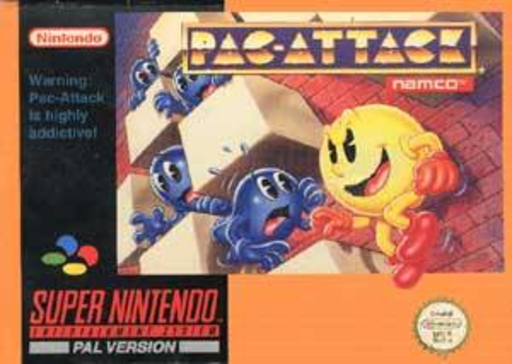 Nintendo
PAC-ATTACK
namco
Warning:
Pac-Attack
is highly
addictive!
SUPER NINTENDO
ENTERTAINMENT SYSTEM
PAL VERSION